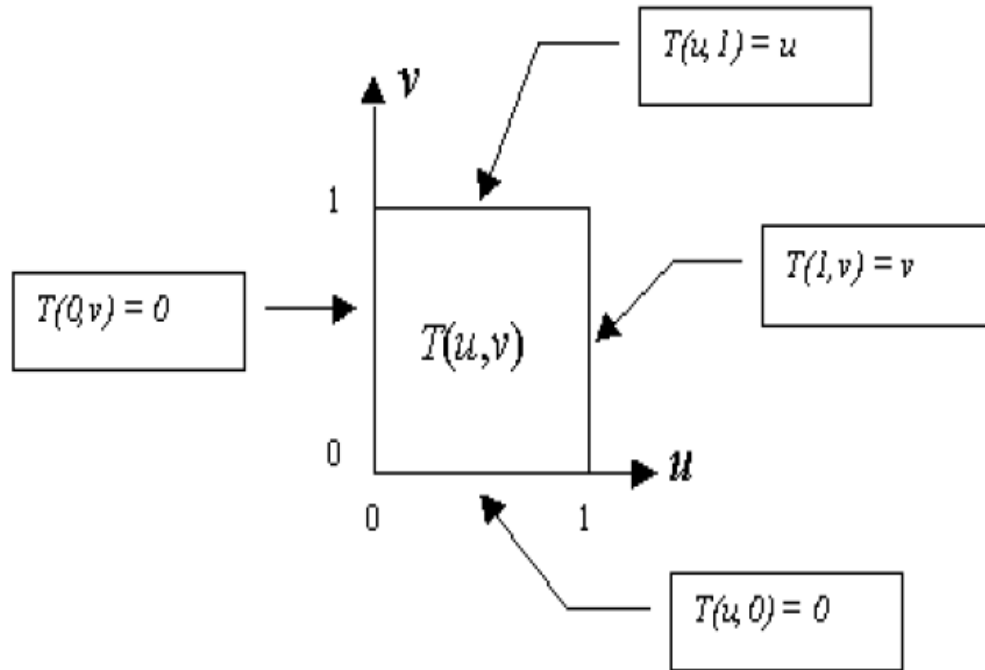 T(u,1) = u
v
1
T(1,v) = v
T(0,v) = 0
T(u,v)
0
u
0 1
T(u,0) = 0